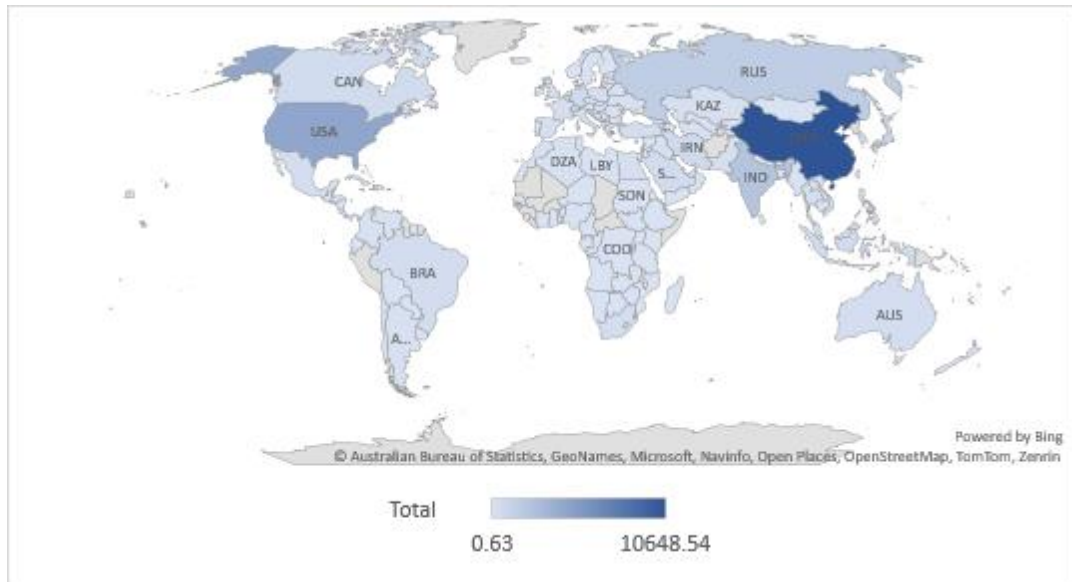 CAN
RUS
KAZ
USA
IRN
DZA
LBY
S...
IND
SDN
COD
BRA
AUS
A...
Powered by Bing
© Australian Bureau of Statistics, GeoNames, Microsoft, Navinfo, Open Places, OpenStreetMap, TomTom, Zenrin
Total
0.63 10648.54